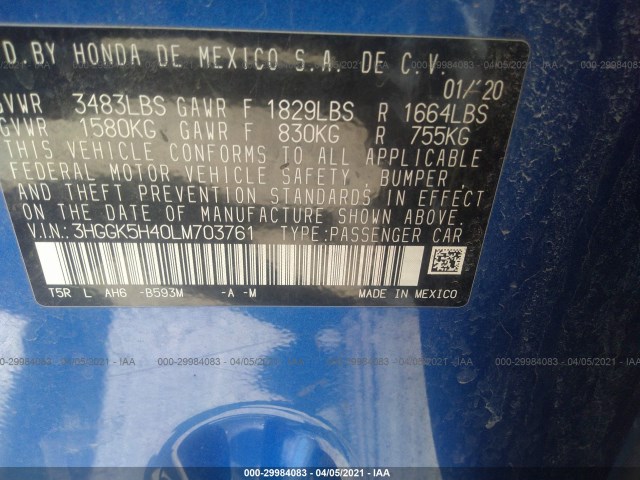 D.BY HONDA DE MEXICO S.A.DE C.V.
01/20
GVWR 3483LBS GAWR F 1829LBS R 1664LBS
GVWR 1580KG GAWR F 830KG R 755KG
THIS VEHICLE CONFORMS TO ALL APPLICABLE
FEDERAL MOTOR VEHICLE SAFETY, BUMPER,
AND THEFT PREVENTION STANDARDS IN EFFECT
ON THE DATE OF MANUFACTURE SHOWN ABOVE.
V.I.N.:3HGGK5H40LM703761 TYPE:PASSENGER CAR
T5R L AH6 -B593M -A -M MADE IN MEXICO
000-29984083 - 04/05/2021 - IAA